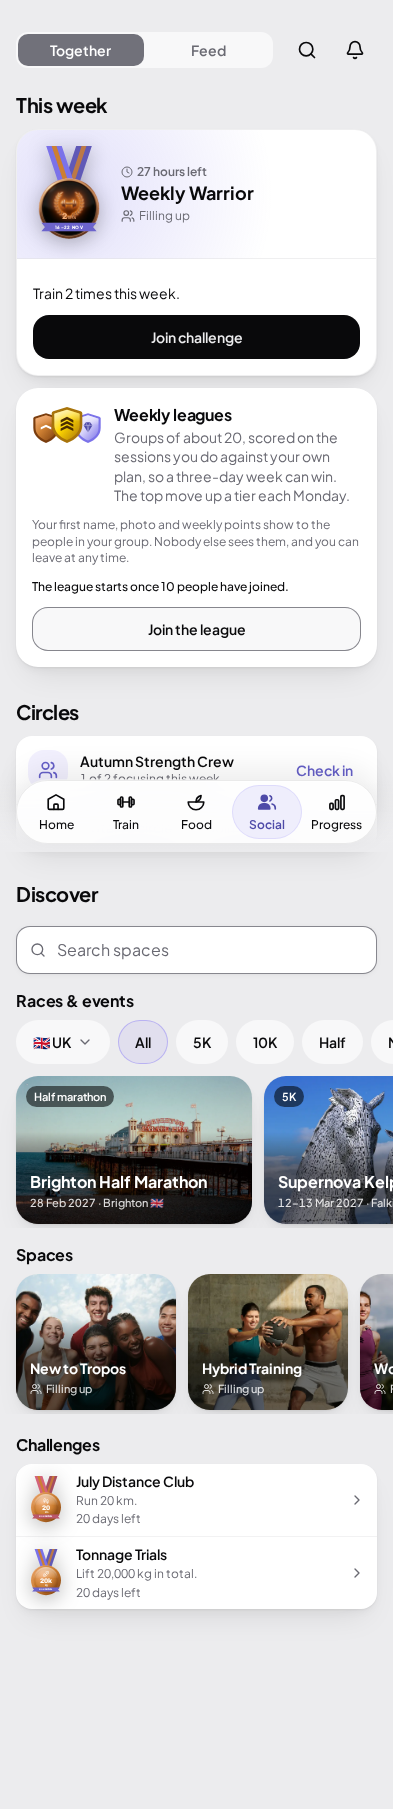 Together
Feed
This week
27 hours left
Weekly Warrior
Filling up
Train 2 times this week.
Join challenge
Weekly leagues
Groups of about 20, scored on the
sessions you do against your own
plan, so a three-day week can win.
The top move up a tier each Monday.
Your first name, photo and weekly points show to the
people in your group. Nobody else sees them, and you can
leave at any time.
The league starts once 10 people have joined.
Join the league
Circles
Autumn Strength Crew
1 of 2 focusing this week
Check in
Home
Train
Food
Social
Progress
Discover
Search spaces
Races & events
UK
All
5K
10K
Half
Half marathon
Brighton Half Marathon
28 Feb 2027 · Brighton
5K
Supernova Kelp
12–13 Mar 2027 · Falk
Spaces
New to Tropos
Filling up
Hybrid Training
Filling up
Wo
Challenges
July Distance Club
Run 20 km.
20 days left
Tonnage Trials
Lift 20,000 kg in total.
20 days left